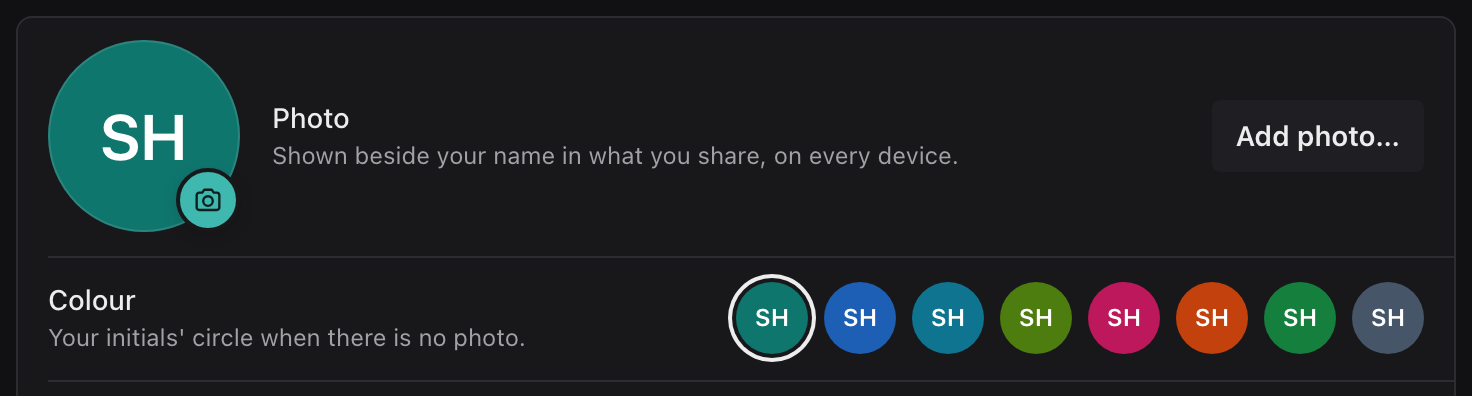 SH
Photo
Shown beside your name in what you share, on every device.
Add photo...
Colour
Your initials' circle when there is no photo.
SH SH SH SH SH SH SH SH